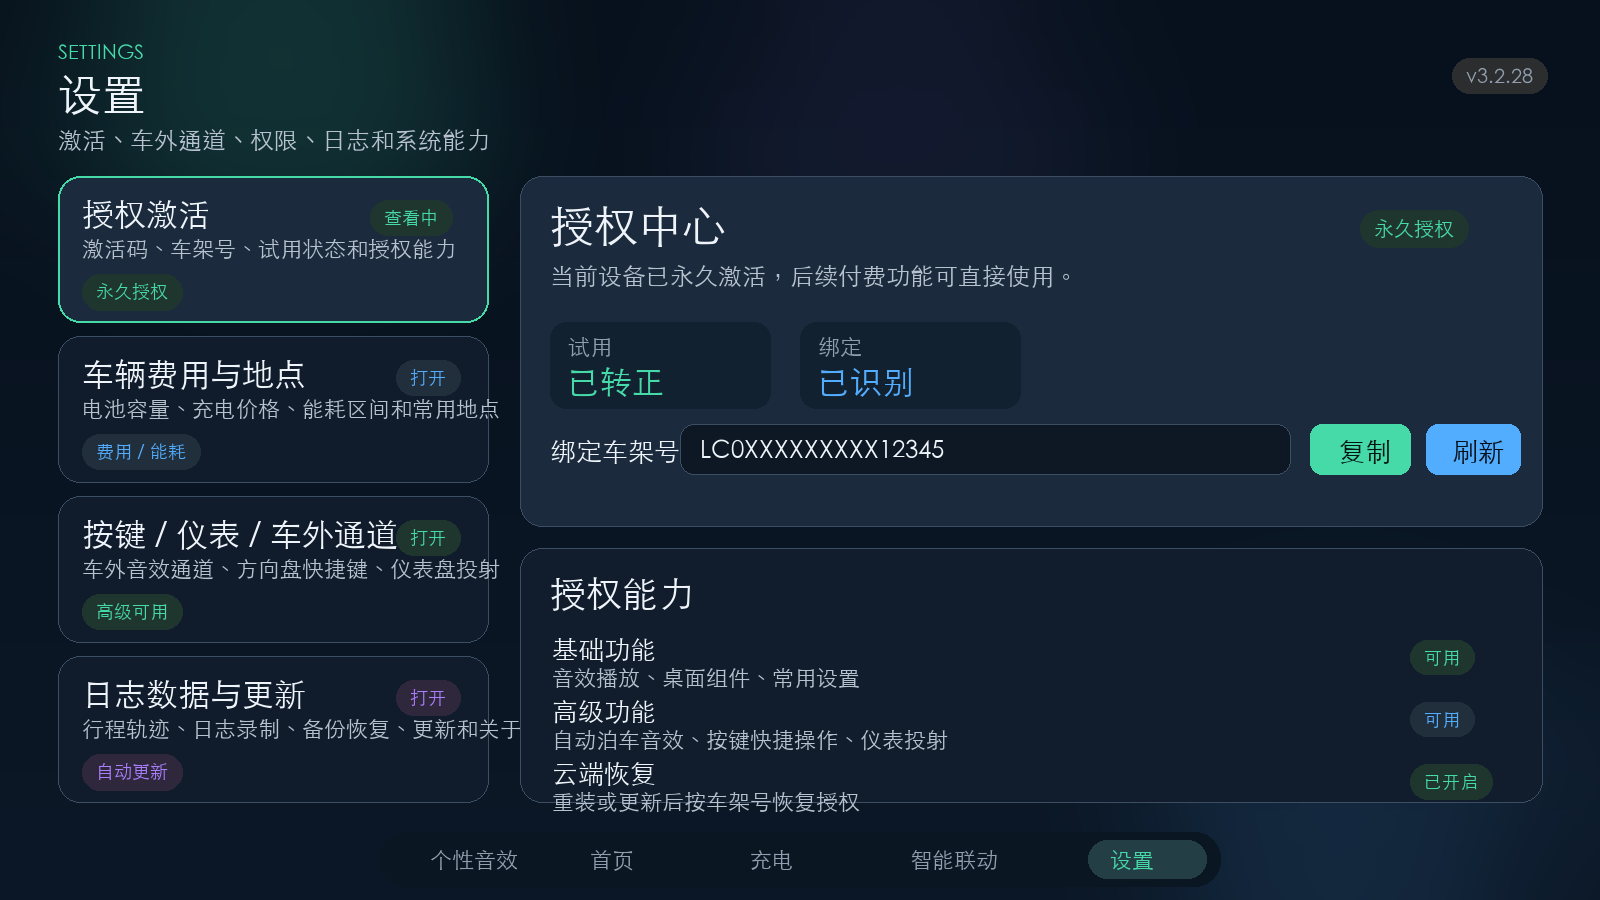 SETTINGS
设置
激活、车外通道、权限、日志和系统能力
v3.2.28
授权激活
查看中
激活码、车架号、试用状态和授权能力
永久授权
车辆费用与地点
打开
电池容量、充电价格、能耗区间和常用地点
费用 / 能耗
按键 / 仪表 / 车外通道
打开
车外音效通道、方向盘快捷键、仪表盘投射
高级可用
日志数据与更新
打开
行程轨迹、日志录制、备份恢复、更新和关于
自动更新
授权中心
永久授权
当前设备已永久激活，后续付费功能可直接使用。
试用
已转正
绑定
已识别
绑定车架号
LC0XXXXXXXXX12345
复制
刷新
授权能力
基础功能
音效播放、桌面组件、常用设置
可用
高级功能
自动泊车音效、按键快捷操作、仪表投射
可用
云端恢复
重装或更新后按车架号恢复授权
已开启
个性音效
首页
充电
智能联动
设置